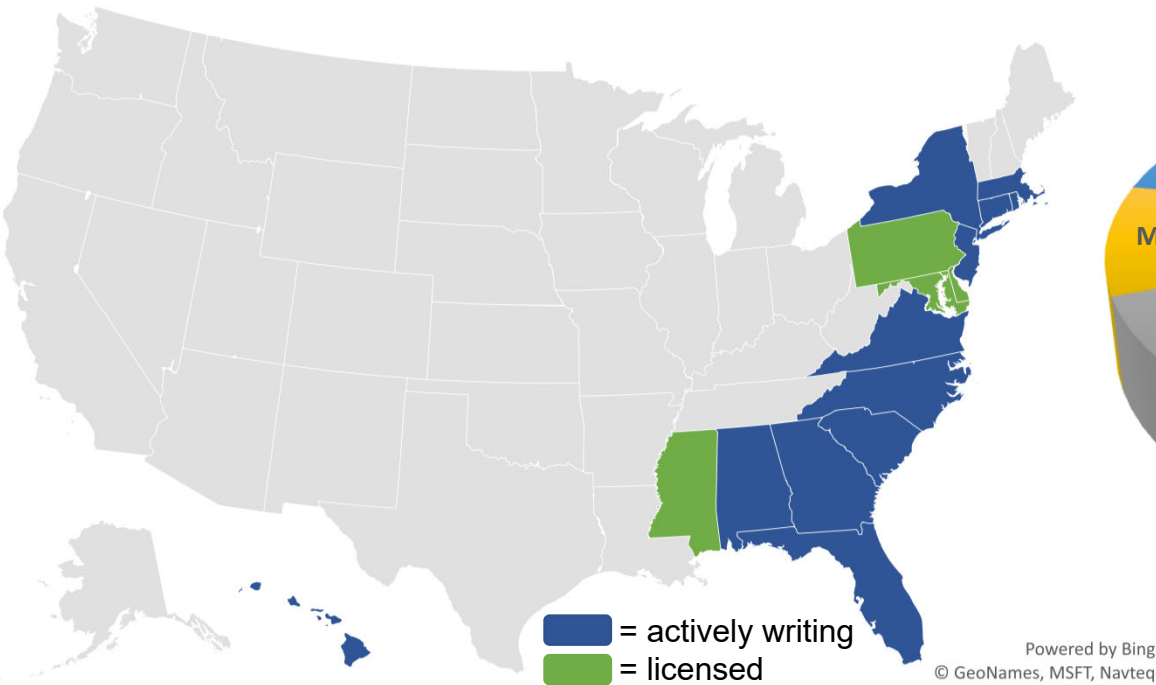 M
= actively writing
= licensed
Powered by Bing
© GeoNames, MSFT, Navteq